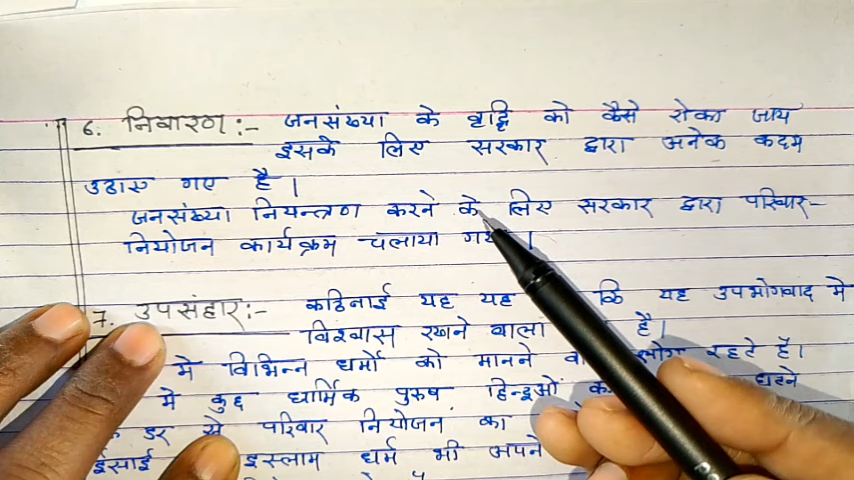 6. निवारण :- जनसंख्या के वृद्धि को कैसे रोका जाय
इसके लिए सरकार द्वारा अनेक कदम
उठाए गए है ।
जनसंख्या नियन्त्रण करने के लिए सरकार द्वारा परिवार-
नियोजन कार्यक्रम चलाया गया ।
7. उपसंहार :- कठिनाई यह यह कि यह उपभोगवाद मे
विश्वास रखने वाला है ।
मे विभिन्न धर्मो को मानने लोग रहते है ।
मे कुछ धार्मिक पुरुष हिन्दूओं घटने
डर से परिवार नियोजन का
ईसाई इस्लाम धर्म भी अपने